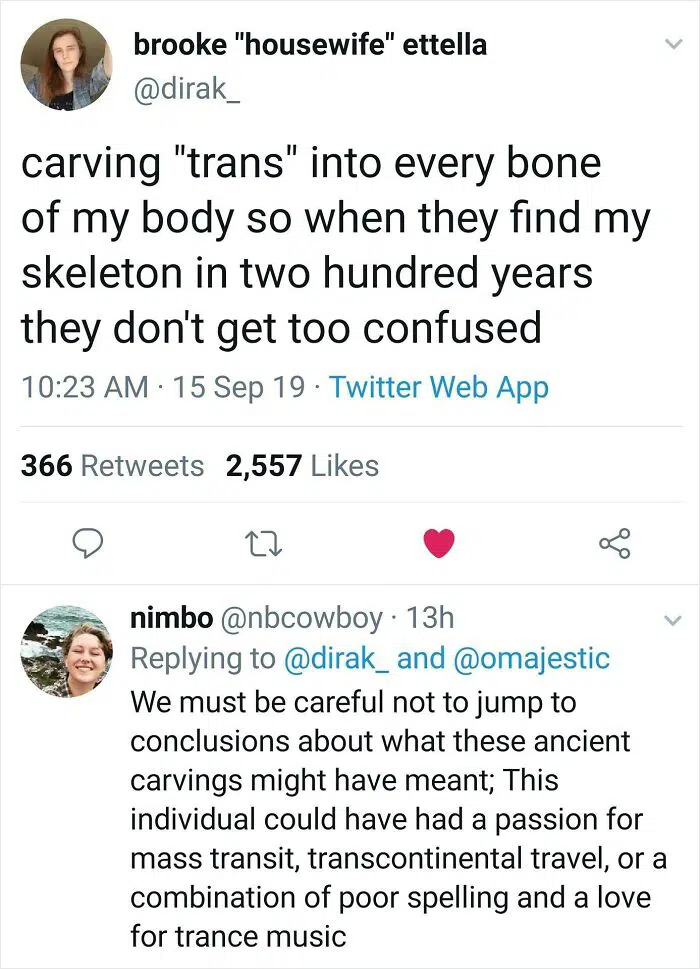 brooke "housewife" ettella
@dirak_
carving "trans" into every bone
of my body so when they find my
skeleton in two hundred years
they don't get too confused
10:23 AM · 15 Sep 19 · Twitter Web App
366 Retweets 2,557 Likes
nimbo @nbcowboy · 13h
Replying to @dirak_ and @omajestic
We must be careful not to jump to
conclusions about what these ancient
carvings might have meant; This
individual could have had a passion for
mass transit, transcontinental travel, or a
combination of poor spelling and a love
for trance music